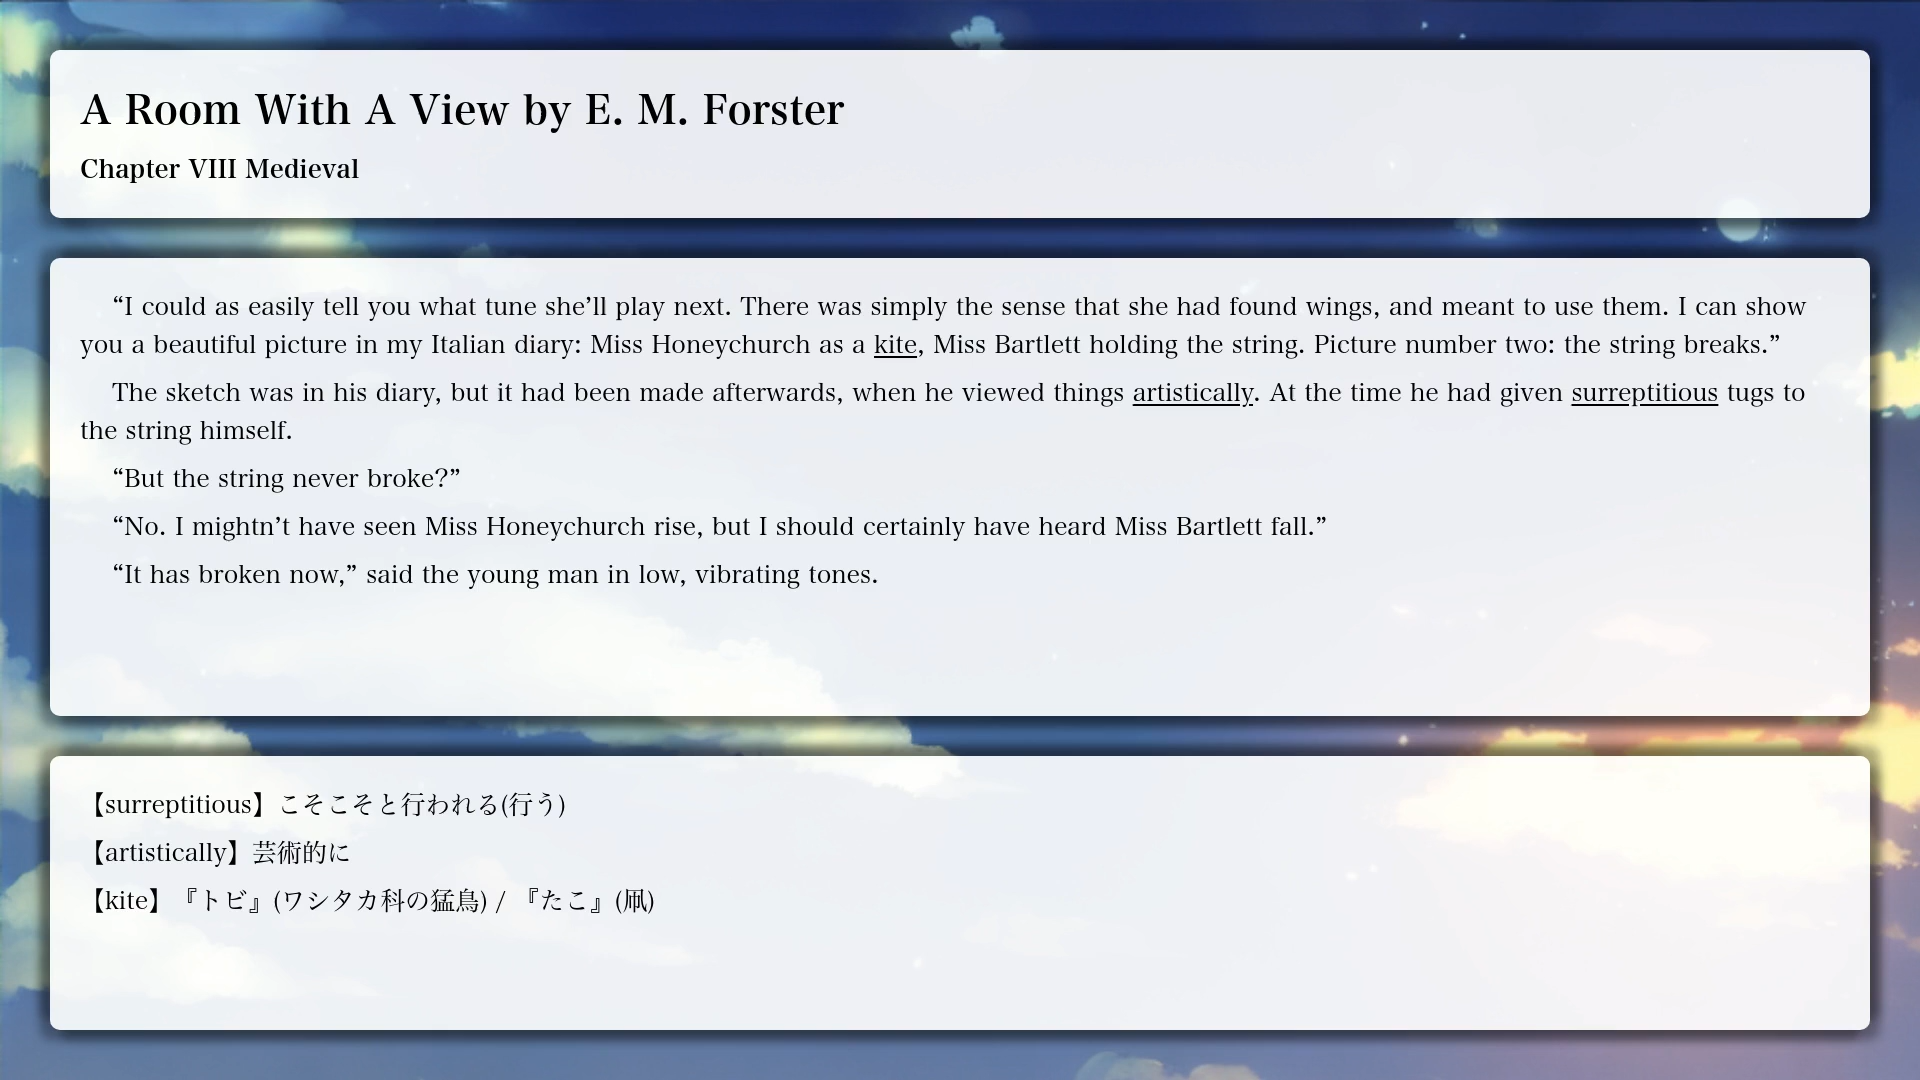 A Room With A View by E. M. Forster
Chapter VIII Medieval
“I could as easily tell you what tune she’ll play next. There was simply the sense that she had found wings, and meant to use them. I can show
you a beautiful picture in my Italian diary: Miss Honeychurch as a kite, Miss Bartlett holding the string. Picture number two: the string breaks.”
The sketch was in his diary, but it had been made afterwards, when he viewed things artistically. At the time he had given surreptitious tugs to
the string himself.
“But the string never broke?”
“No. I mightn’t have seen Miss Honeychurch rise, but I should certainly have heard Miss Bartlett fall.”
“It has broken now,” said the young man in low, vibrating tones.
【surreptitious】こそこそと行われる(行う)
【artistically】芸術的に
【kite】『トビ』(ワシタカ科の猛鳥) / 『たこ』(凧)